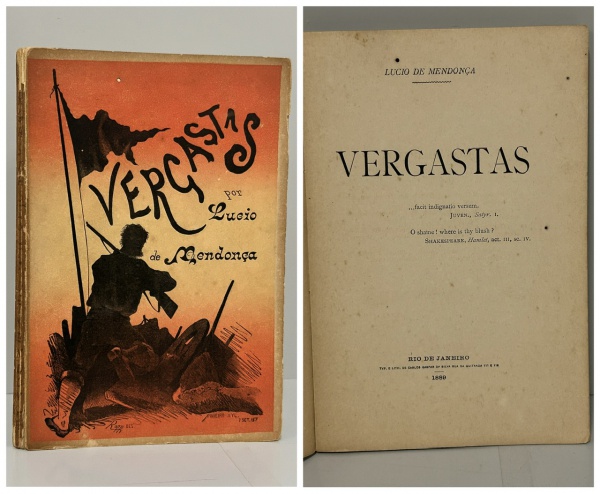 VERGASTAS
por
Lucio
de Mendonça
LUCIO DE MENDONÇA
VERGASTAS
...facit indignatio versum.
JUVEN., Satyr. I.
O shame! where is thy blush?
SHAKESPEARE, Hamlet, act. III, sc. IV.
RIO DE JANEIRO
1889